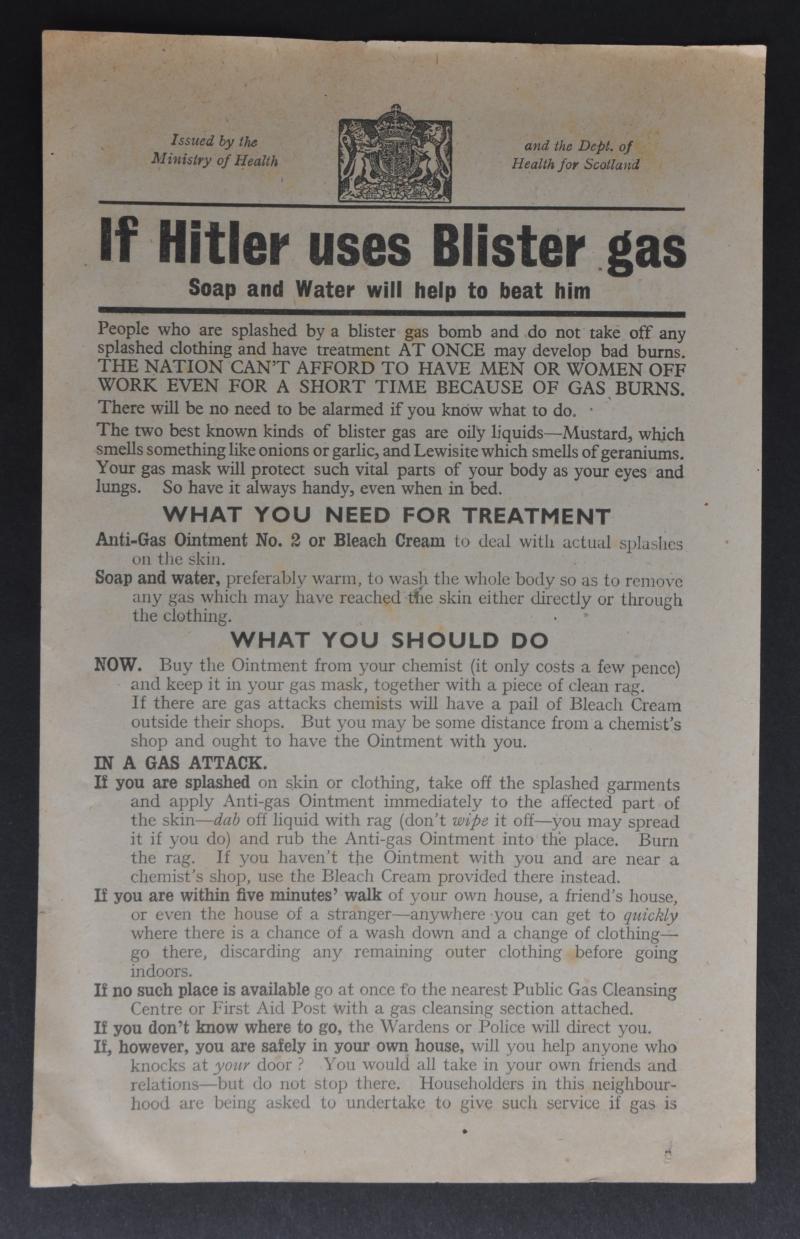 Issued by the
Ministry of Health
and the Dept. of
Health for Scotland
If Hitler uses Blister gas
Soap and Water will help to beat him
People who are splashed by a blister gas bomb and do not take off any
splashed clothing and have treatment AT ONCE may develop bad burns.
THE NATION CAN'T AFFORD TO HAVE MEN OR WOMEN OFF
WORK EVEN FOR A SHORT TIME BECAUSE OF GAS BURNS.
There will be no need to be alarmed if you know what to do.
The two best known kinds of blister gas are oily liquids—Mustard, which
smells something like onions or garlic, and Lewisite which smells of geraniums.
Your gas mask will protect such vital parts of your body as your eyes and
lungs. So have it always handy, even when in bed.
WHAT YOU NEED FOR TREATMENT
Anti-Gas Ointment No. 2 or Bleach Cream to deal with actual splashes
on the skin.
Soap and water, preferably warm, to wash the whole body so as to remove
any gas which may have reached the skin either directly or through
the clothing.
WHAT YOU SHOULD DO
NOW. Buy the Ointment from your chemist (it only costs a few pence)
and keep it in your gas mask, together with a piece of clean rag.
If there are gas attacks chemists will have a pail of Bleach Cream
outside their shops. But you may be some distance from a chemist's
shop and ought to have the Ointment with you.
IN A GAS ATTACK.
If you are splashed on skin or clothing, take off the splashed garments
and apply Anti-gas Ointment immediately to the affected part of
the skin—dab off liquid with rag (don't wipe it off—you may spread
it if you do) and rub the Anti-gas Ointment into the place. Burn
the rag. If you haven't the Ointment with you and are near a
chemist's shop, use the Bleach Cream provided there instead.
If you are within five minutes' walk of your own house, a friend's house,
or even the house of a stranger—anywhere you can get to quickly
where there is a chance of a wash down and a change of clothing—
go there, discarding any remaining outer clothing before going
indoors.
If no such place is available go at once to the nearest Public Gas Cleansing
Centre or First Aid Post with a gas cleansing section attached.
If you don't know where to go, the Wardens or Police will direct you.
If, however, you are safely in your own house, will you help anyone who
knocks at your door ? You would all take in your own friends and
relations—but do not stop there. Householders in this neighbour-
hood are being asked to undertake to give such service if gas is